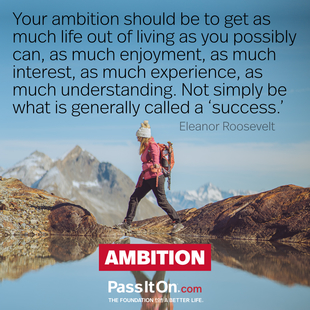 Your ambition should be to get as
much life out of living as you possibly
can, as much enjoyment, as much
interest, as much experience, as
much understanding. Not simply be
what is generally called a ‘success.’
Eleanor Roosevelt
AMBITION
PassItOn.com
THE FOUNDATION FOR A BETTER LIFE.